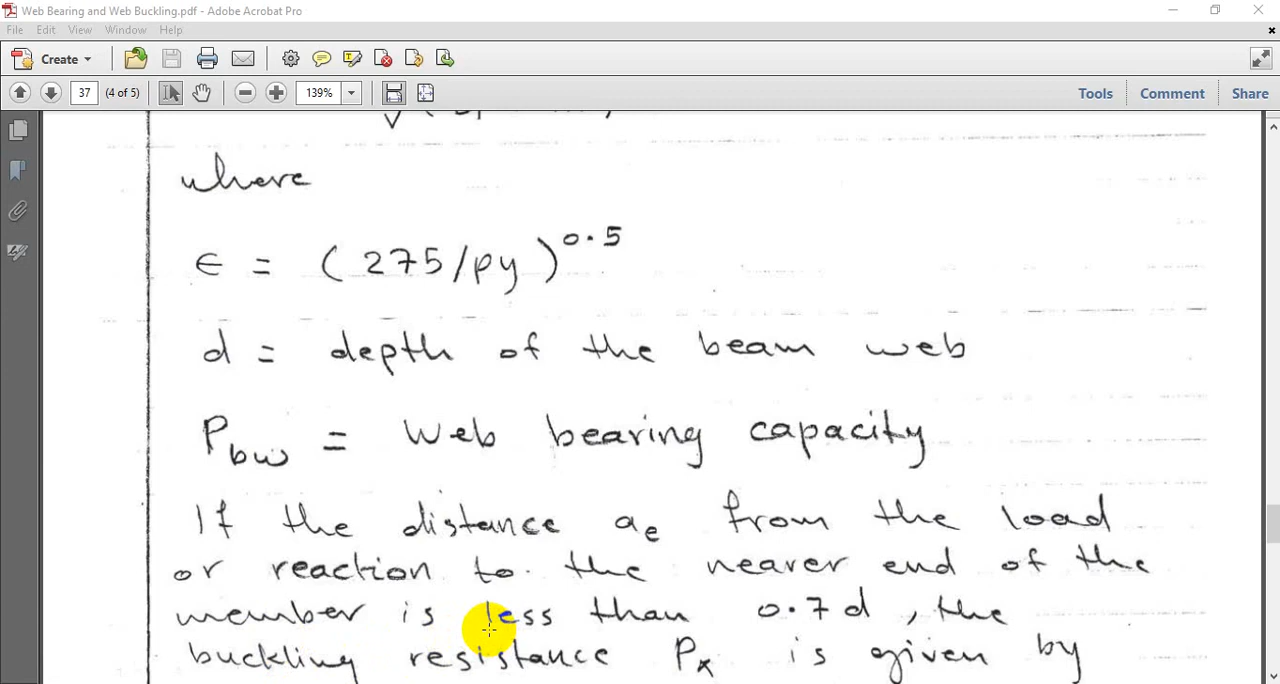 Web Bearing and Web Buckling.pdf - Adobe Acrobat Pro
File Edit View Window Help
Create
37 (4 of 5) 139% Tools Comment Share
where
ϵ = (275/py)^0.5
d = depth of the beam web
Pbw = Web bearing capacity
If the distance ae from the load
or reaction to the nearer end of the
member is less than 0.7d, the
buckling resistance Px is given by